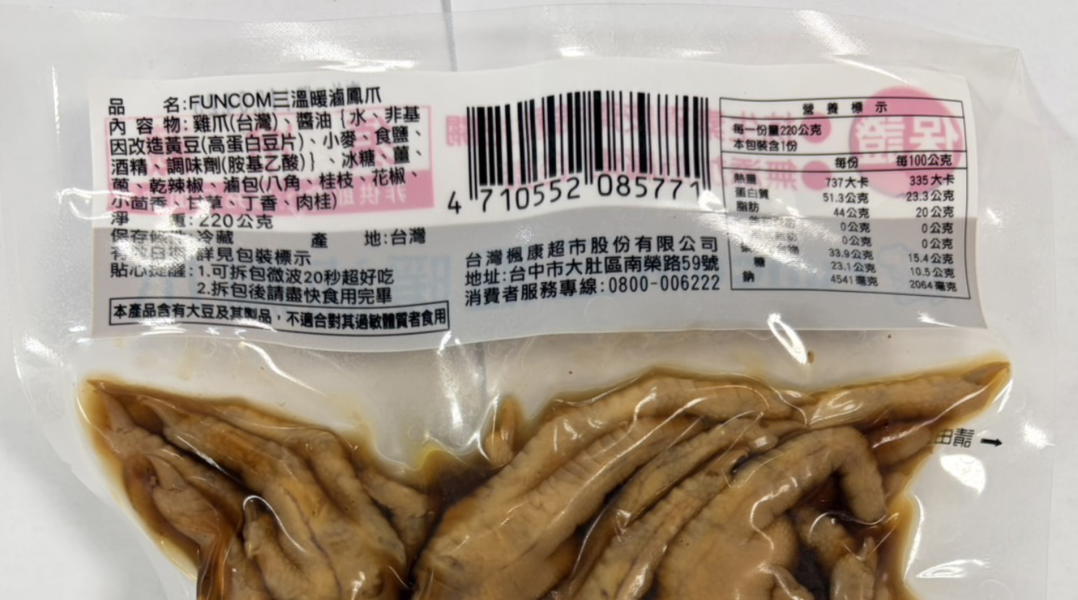 品 名:FUNCOM三溫暖滷鳳爪
內 容 物: 雞爪(台灣)、醬油｛水、非基
因改造黃豆(高蛋白豆片)、小麥、食鹽、
酒精、調味劑(胺基乙酸)｝、冰糖、薑、
蔥、乾辣椒、滷包(八角、桂枝、花椒、
小茴香、甘草、丁香、肉桂)
淨 重:220公克
保存條件:冷藏 產 地:台灣
有效日期:詳見包裝標示
貼心提醒:1.可拆包微波20秒超好吃
2.拆包後請盡快食用完畢
本產品含有大豆及其製品，不適合對其過敏體質者食用
4 710552 085771
台灣楓康超市股份有限公司
地址:台中市大肚區南榮路59號
消費者服務專線:0800-006222
營 養 標 示
每一份量220公克
本包裝含1份
每份 每100公克
熱量 737大卡 335大卡
蛋白質 51.3公克 23.3公克
脂肪 44公克 20公克
0公克 0公克
0公克 0公克
33.9公克 15.4公克
糖 23.1公克 10.5公克
鈉 4541毫克 2064毫克
保證